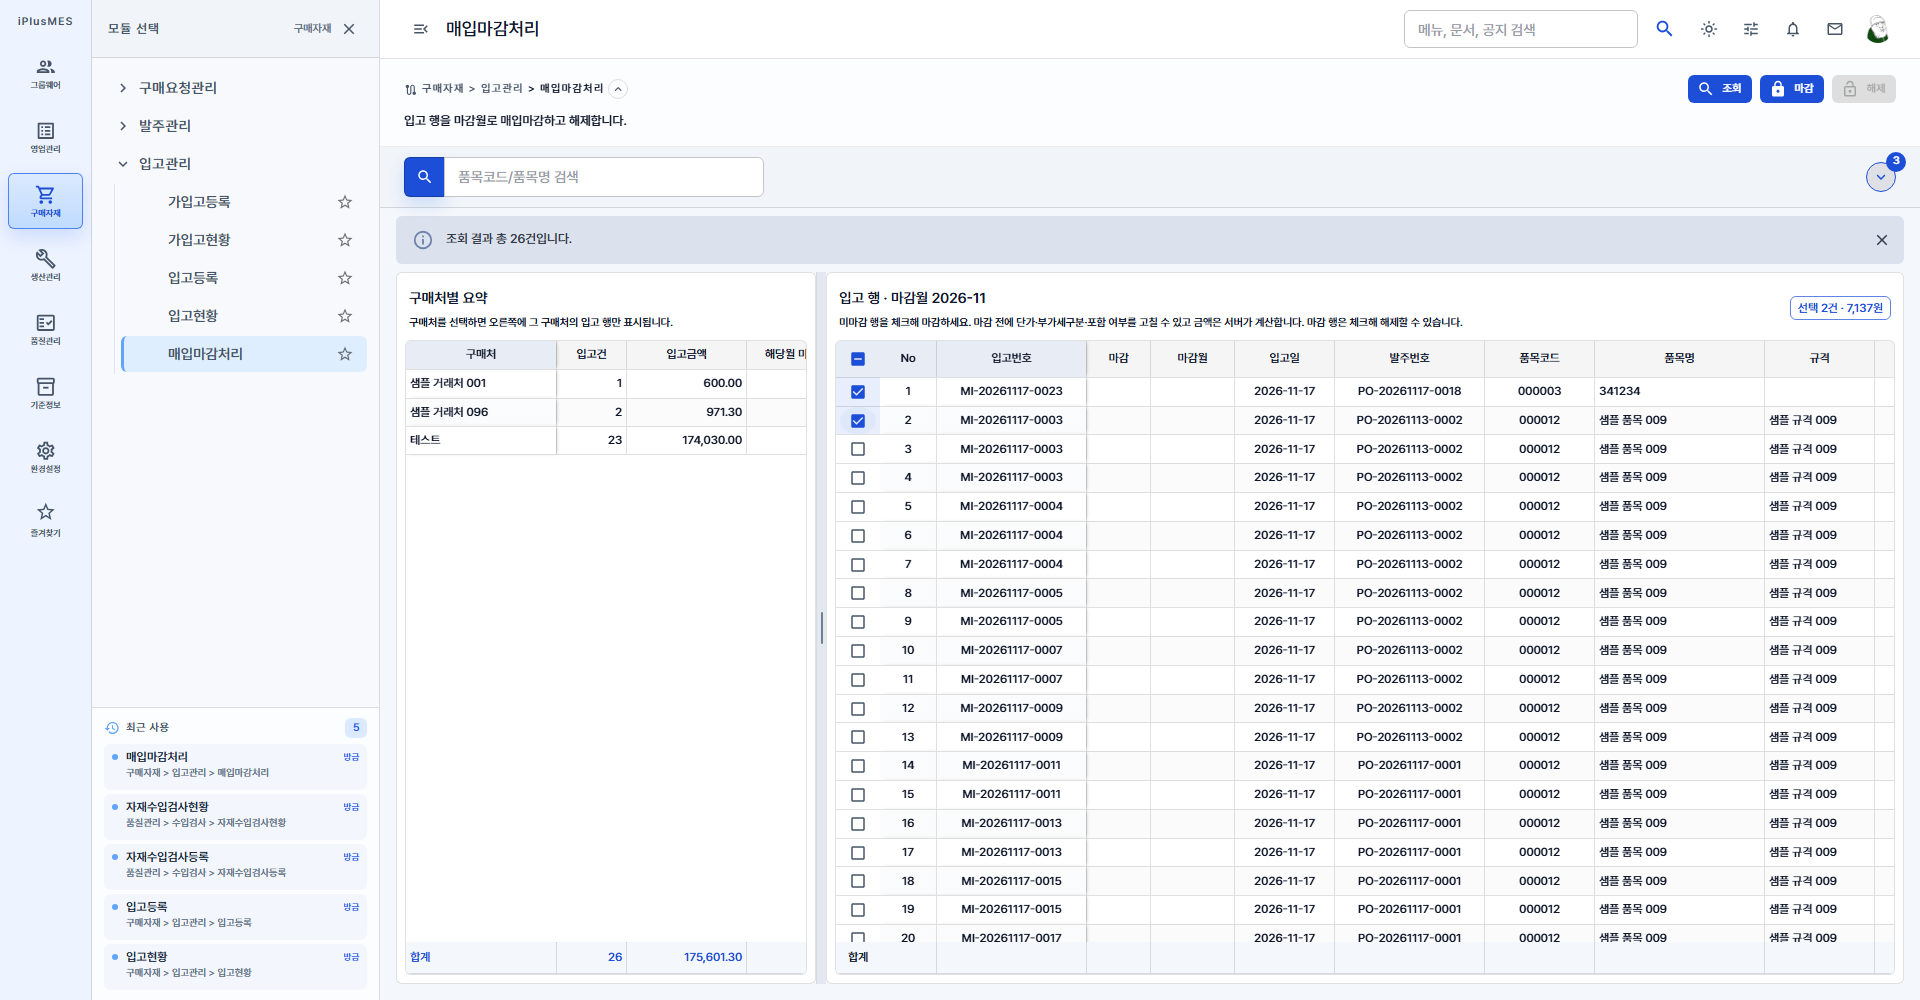 iPlusMES
그룹웨어
영업관리
구매자재
생산관리
품질관리
기준정보
환경설정
즐겨찾기
모듈 선택 구매자재
구매요청관리
발주관리
입고관리
가입고등록
가입고현황
입고등록
입고현황
매입마감처리
최근 사용 5
매입마감처리 방금
구매자재 > 입고관리 > 매입마감처리
자재수입검사현황 방금
품질관리 > 수입검사 > 자재수입검사현황
자재수입검사등록 방금
품질관리 > 수입검사 > 자재수입검사등록
입고등록 방금
구매자재 > 입고관리 > 입고등록
입고현황 방금
구매자재 > 입고관리 > 입고현황
매입마감처리
메뉴, 문서, 공지 검색
구매자재 > 입고관리 > 매입마감처리
조회 마감 해제
입고 행을 마감월로 매입마감하고 해제합니다.
품목코드/품목명 검색
3
조회 결과 총 26건입니다.
구매처별 요약
구매처를 선택하면 오른쪽에 그 구매처의 입고 행만 표시됩니다.
구매처 입고건 입고금액 해당월 마
샘플 거래처 001 1 600.00
샘플 거래처 096 2 971.30
테스트 23 174,030.00
합계 26 175,601.30
입고 행 · 마감월 2026-11
미마감 행을 체크해 마감하세요. 마감 전에 단가·부가세구분·포함 여부를 고칠 수 있고 금액은 서버가 계산합니다. 마감 행은 체크해 해제할 수 있습니다.
선택 2건 · 7,137원
No 입고번호 마감 마감월 입고일 발주번호 품목코드 품목명 규격
1 MI-20261117-0023 2026-11-17 PO-20261117-0018 000003 341234
2 MI-20261117-0003 2026-11-17 PO-20261113-0002 000012 샘플 품목 009 샘플 규격 009
3 MI-20261117-0003 2026-11-17 PO-20261113-0002 000012 샘플 품목 009 샘플 규격 009
4 MI-20261117-0003 2026-11-17 PO-20261113-0002 000012 샘플 품목 009 샘플 규격 009
5 MI-20261117-0004 2026-11-17 PO-20261113-0002 000012 샘플 품목 009 샘플 규격 009
6 MI-20261117-0004 2026-11-17 PO-20261113-0002 000012 샘플 품목 009 샘플 규격 009
7 MI-20261117-0004 2026-11-17 PO-20261113-0002 000012 샘플 품목 009 샘플 규격 009
8 MI-20261117-0005 2026-11-17 PO-20261113-0002 000012 샘플 품목 009 샘플 규격 009
9 MI-20261117-0005 2026-11-17 PO-20261113-0002 000012 샘플 품목 009 샘플 규격 009
10 MI-20261117-0007 2026-11-17 PO-20261113-0002 000012 샘플 품목 009 샘플 규격 009
11 MI-20261117-0007 2026-11-17 PO-20261113-0002 000012 샘플 품목 009 샘플 규격 009
12 MI-20261117-0009 2026-11-17 PO-20261113-0002 000012 샘플 품목 009 샘플 규격 009
13 MI-20261117-0009 2026-11-17 PO-20261113-0002 000012 샘플 품목 009 샘플 규격 009
14 MI-20261117-0011 2026-11-17 PO-20261117-0001 000012 샘플 품목 009 샘플 규격 009
15 MI-20261117-0011 2026-11-17 PO-20261117-0001 000012 샘플 품목 009 샘플 규격 009
16 MI-20261117-0013 2026-11-17 PO-20261117-0001 000012 샘플 품목 009 샘플 규격 009
17 MI-20261117-0013 2026-11-17 PO-20261117-0001 000012 샘플 품목 009 샘플 규격 009
18 MI-20261117-0015 2026-11-17 PO-20261117-0001 000012 샘플 품목 009 샘플 규격 009
19 MI-20261117-0015 2026-11-17 PO-20261117-0001 000012 샘플 품목 009 샘플 규격 009
20 MI-20261117-0017 2026-11-17 PO-20261117-0001 000012 샘플 품목 009 샘플 규격 009
합계